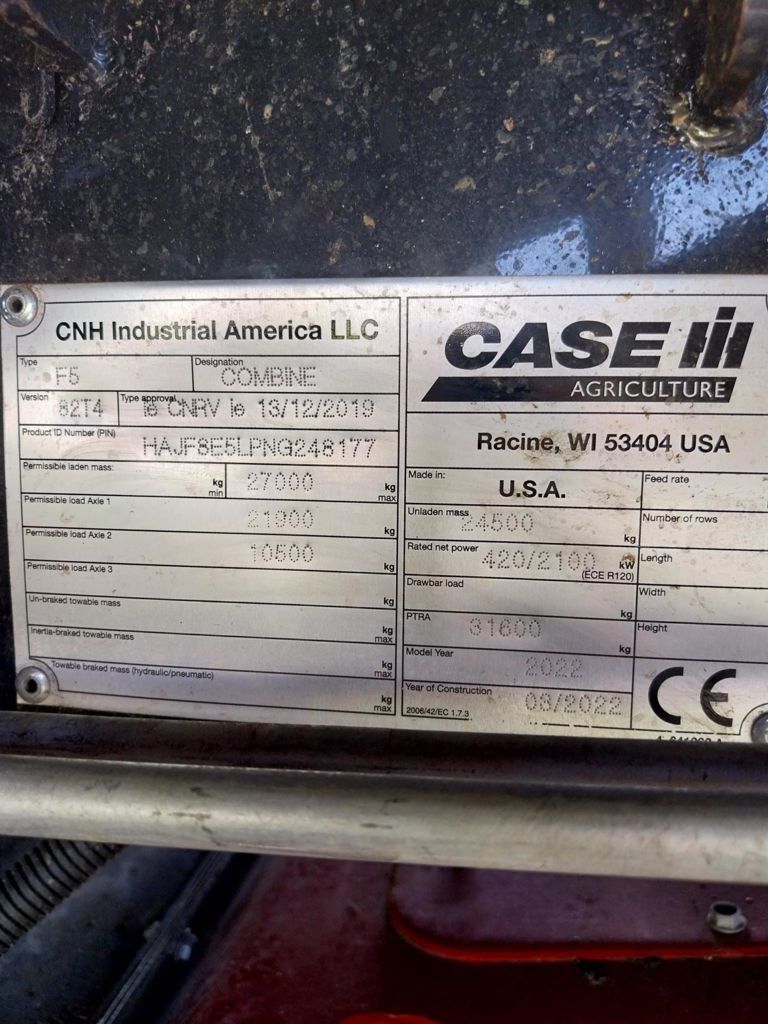 CNH Industrial America LLC
Type F5
Designation COMBINE
Version 82T4
Type approval ie CNRV ie 13/12/2019
Product ID Number (PIN) HAJF8E5LPNG248177
Permissible laden mass: kg min 27000 kg max
Permissible load Axle 1 21900 kg
Permissible load Axle 2 10500 kg
Permissible load Axle 3 kg
Un-braked towable mass kg
Inertia-braked towable mass kg max
Towable braked mass (hydraulic/pneumatic) kg max
kg max
CASE IH
AGRICULTURE
Racine, WI 53404 USA
Made in: U.S.A.
Unladen mass 24500 kg
Rated net power 420/2100 kW (ECE R120)
Drawbar load kg
PTRA 31600 kg
Model Year 2022
Year of Construction 03/2022
2006/42/EC 1.7.3
Feed rate
Number of rows
Length
Width
Height
CE